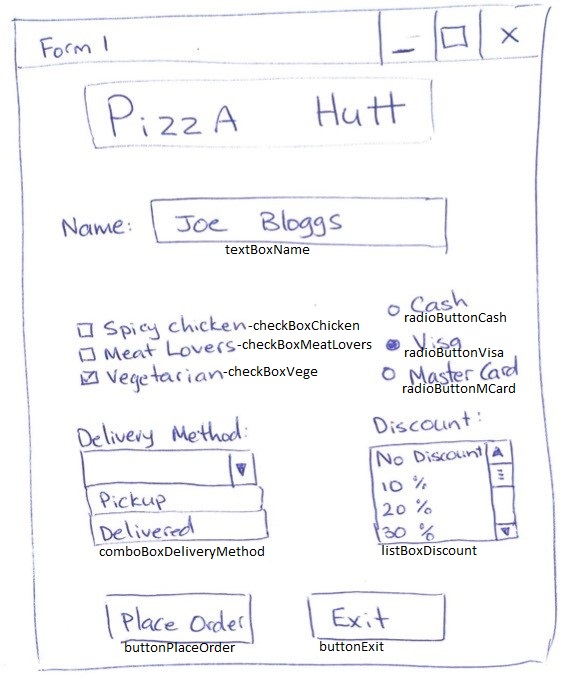 Form 1
PizzA Hutt
Name: Joe Bloggs
textBoxName
Spicy chicken-checkBoxChicken
Meat Lovers-checkBoxMeatLovers
Vegetarian-checkBoxVege
Cash
radioButtonCash
Visa
radioButtonVisa
Master Card
radioButtonMCard
Delivery Method:
Pickup
Delivered
comboBoxDeliveryMethod
Discount:
No Discount
10 %
20 %
30 %
listBoxDiscount
Place Order
buttonPlaceOrder
Exit
buttonExit